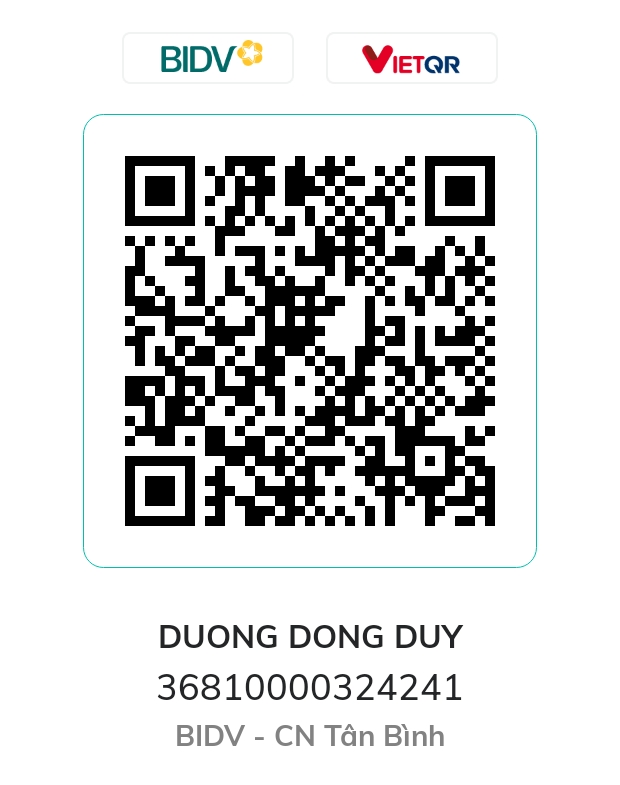 BIDV VIETQR
DUONG DONG DUY
36810000324241
BIDV - CN Tân Bình